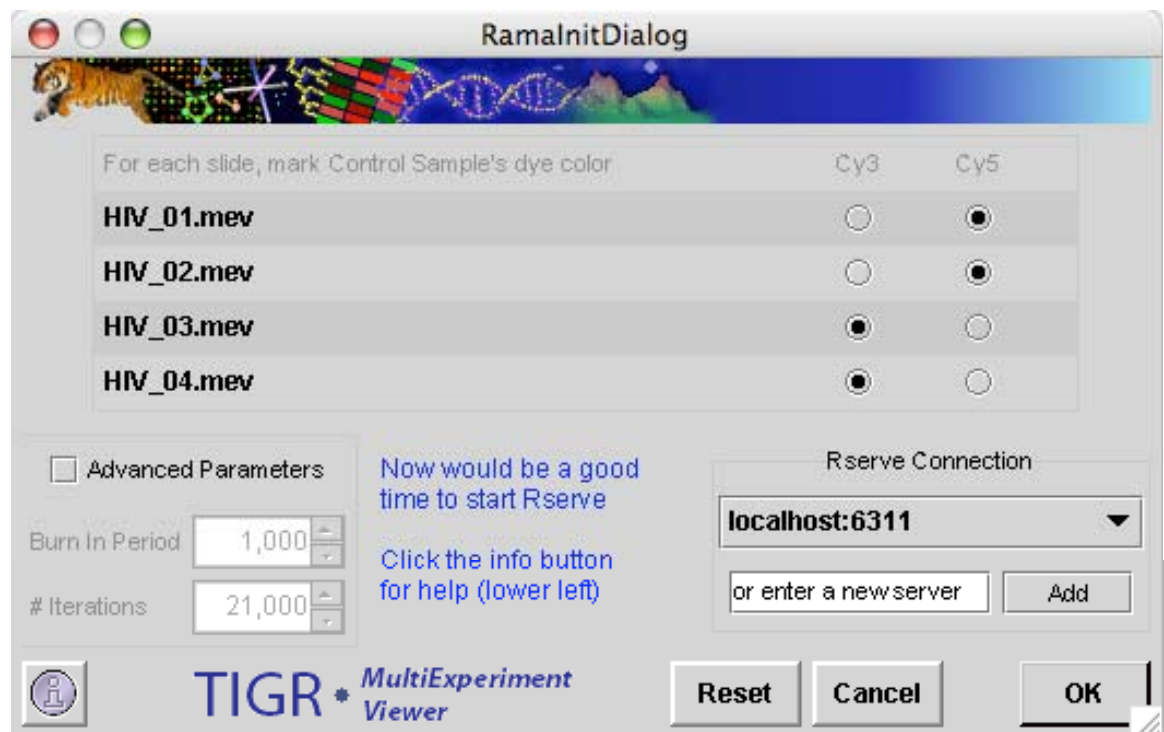 RamaInitDialog
For each slide, mark Control Sample's dye color Cy3 Cy5
HIV_01.mev
HIV_02.mev
HIV_03.mev
HIV_04.mev
Advanced Parameters
Burn In Period 1,000
# Iterations 21,000
Now would be a good
time to start Rserve
Click the info button
for help (lower left)
Rserve Connection
localhost:6311
or enter a new server Add
i
TIGR MultiExperiment
Viewer
Reset Cancel OK